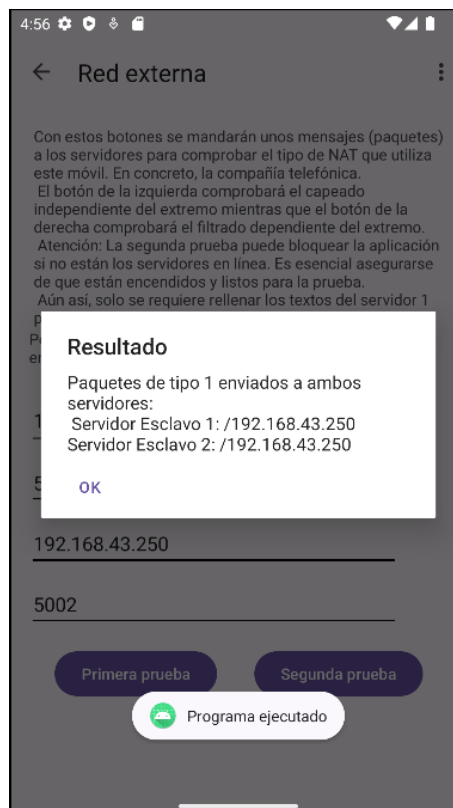 4:56
Red externa
Con estos botones se mandarán unos mensajes (paquetes)
a los servidores para comprobar el tipo de NAT que utiliza
este móvil. En concreto, la compañía telefónica.
El botón de la izquierda comprobará el capeado
independiente del extremo mientras que el botón de la
derecha comprobará el filtrado dependiente del extremo.
Atención: La segunda prueba puede bloquear la aplicación
si no están los servidores en línea. Es esencial asegurarse
de que están encendidos y listos para la prueba.
Aún así, solo se requiere rellenar los textos del servidor 1
Resultado
Paquetes de tipo 1 enviados a ambos
servidores:
Servidor Esclavo 1: /192.168.43.250
Servidor Esclavo 2: /192.168.43.250
OK
192.168.43.250
5002
Primera prueba
Segunda prueba
Programa ejecutado